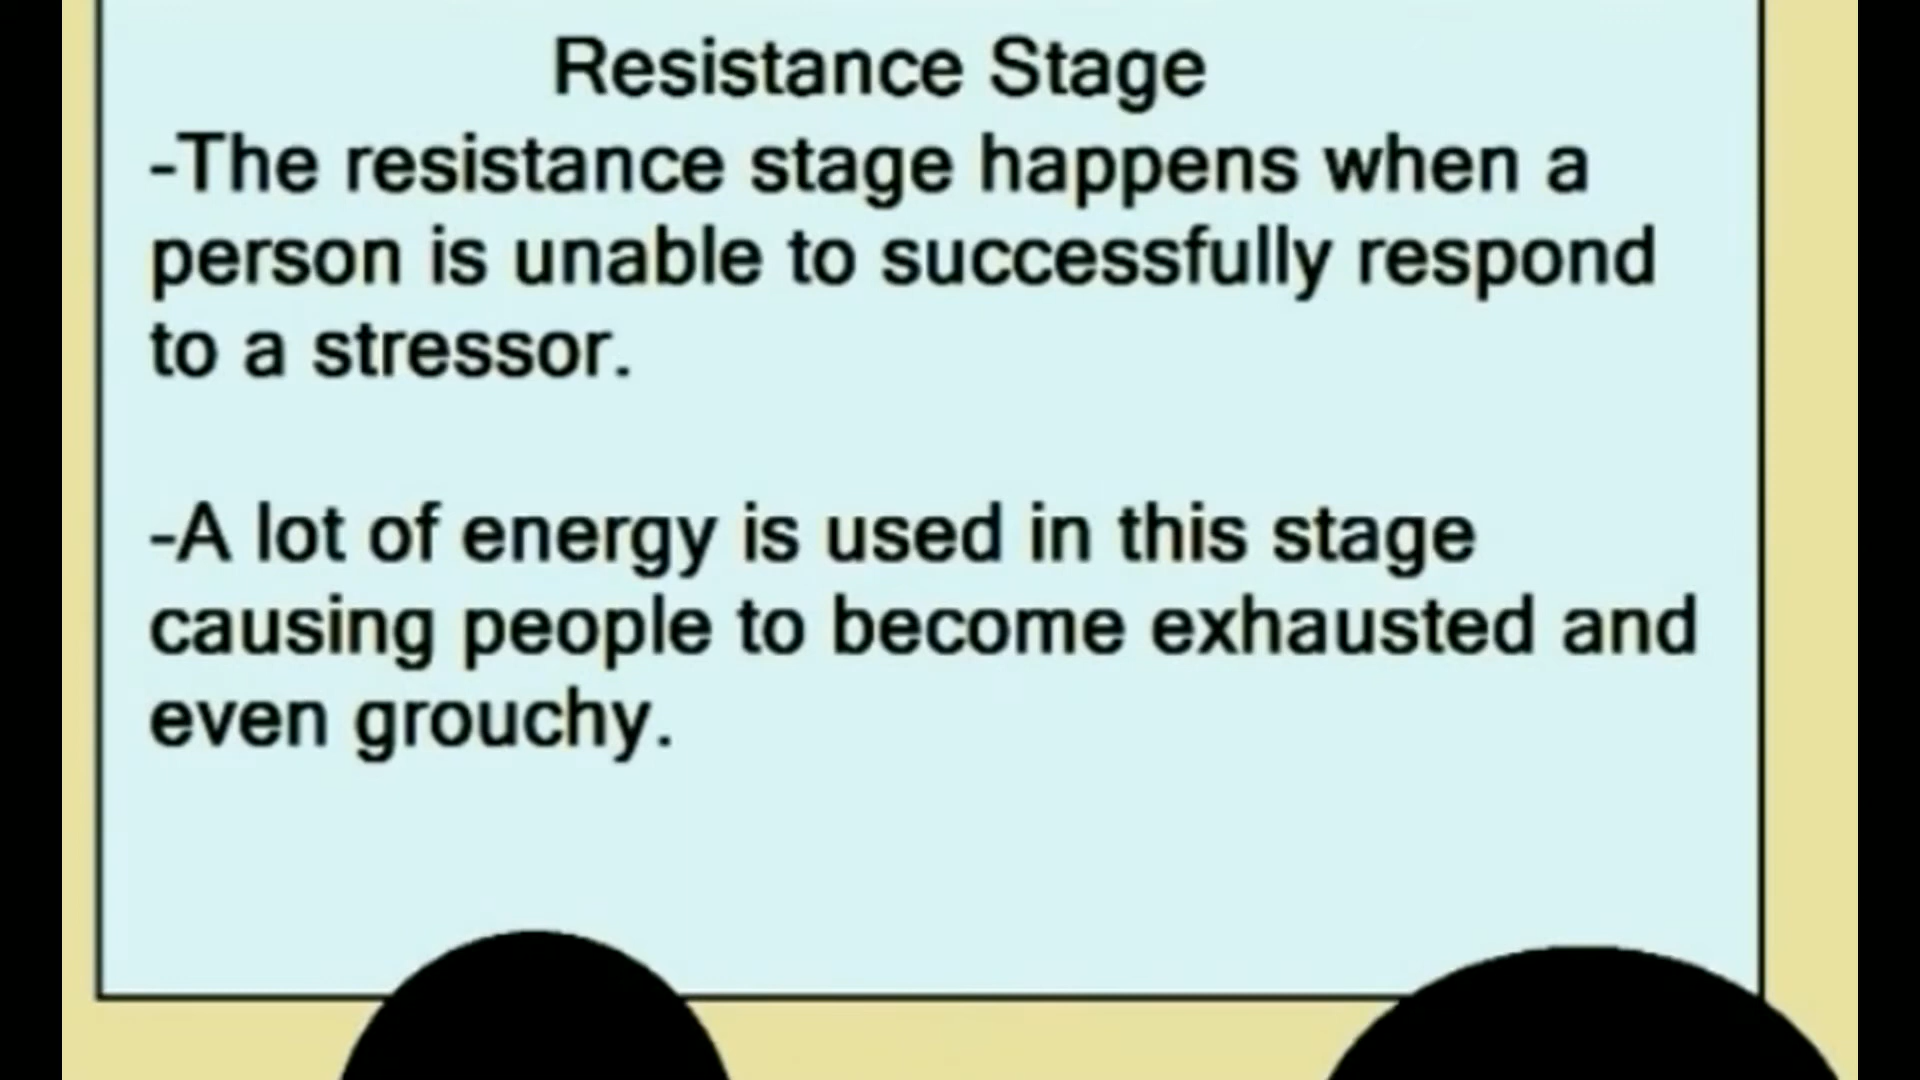 Resistance Stage
-The resistance stage happens when a
person is unable to successfully respond
to a stressor.
-A lot of energy is used in this stage
causing people to become exhausted and
even grouchy.